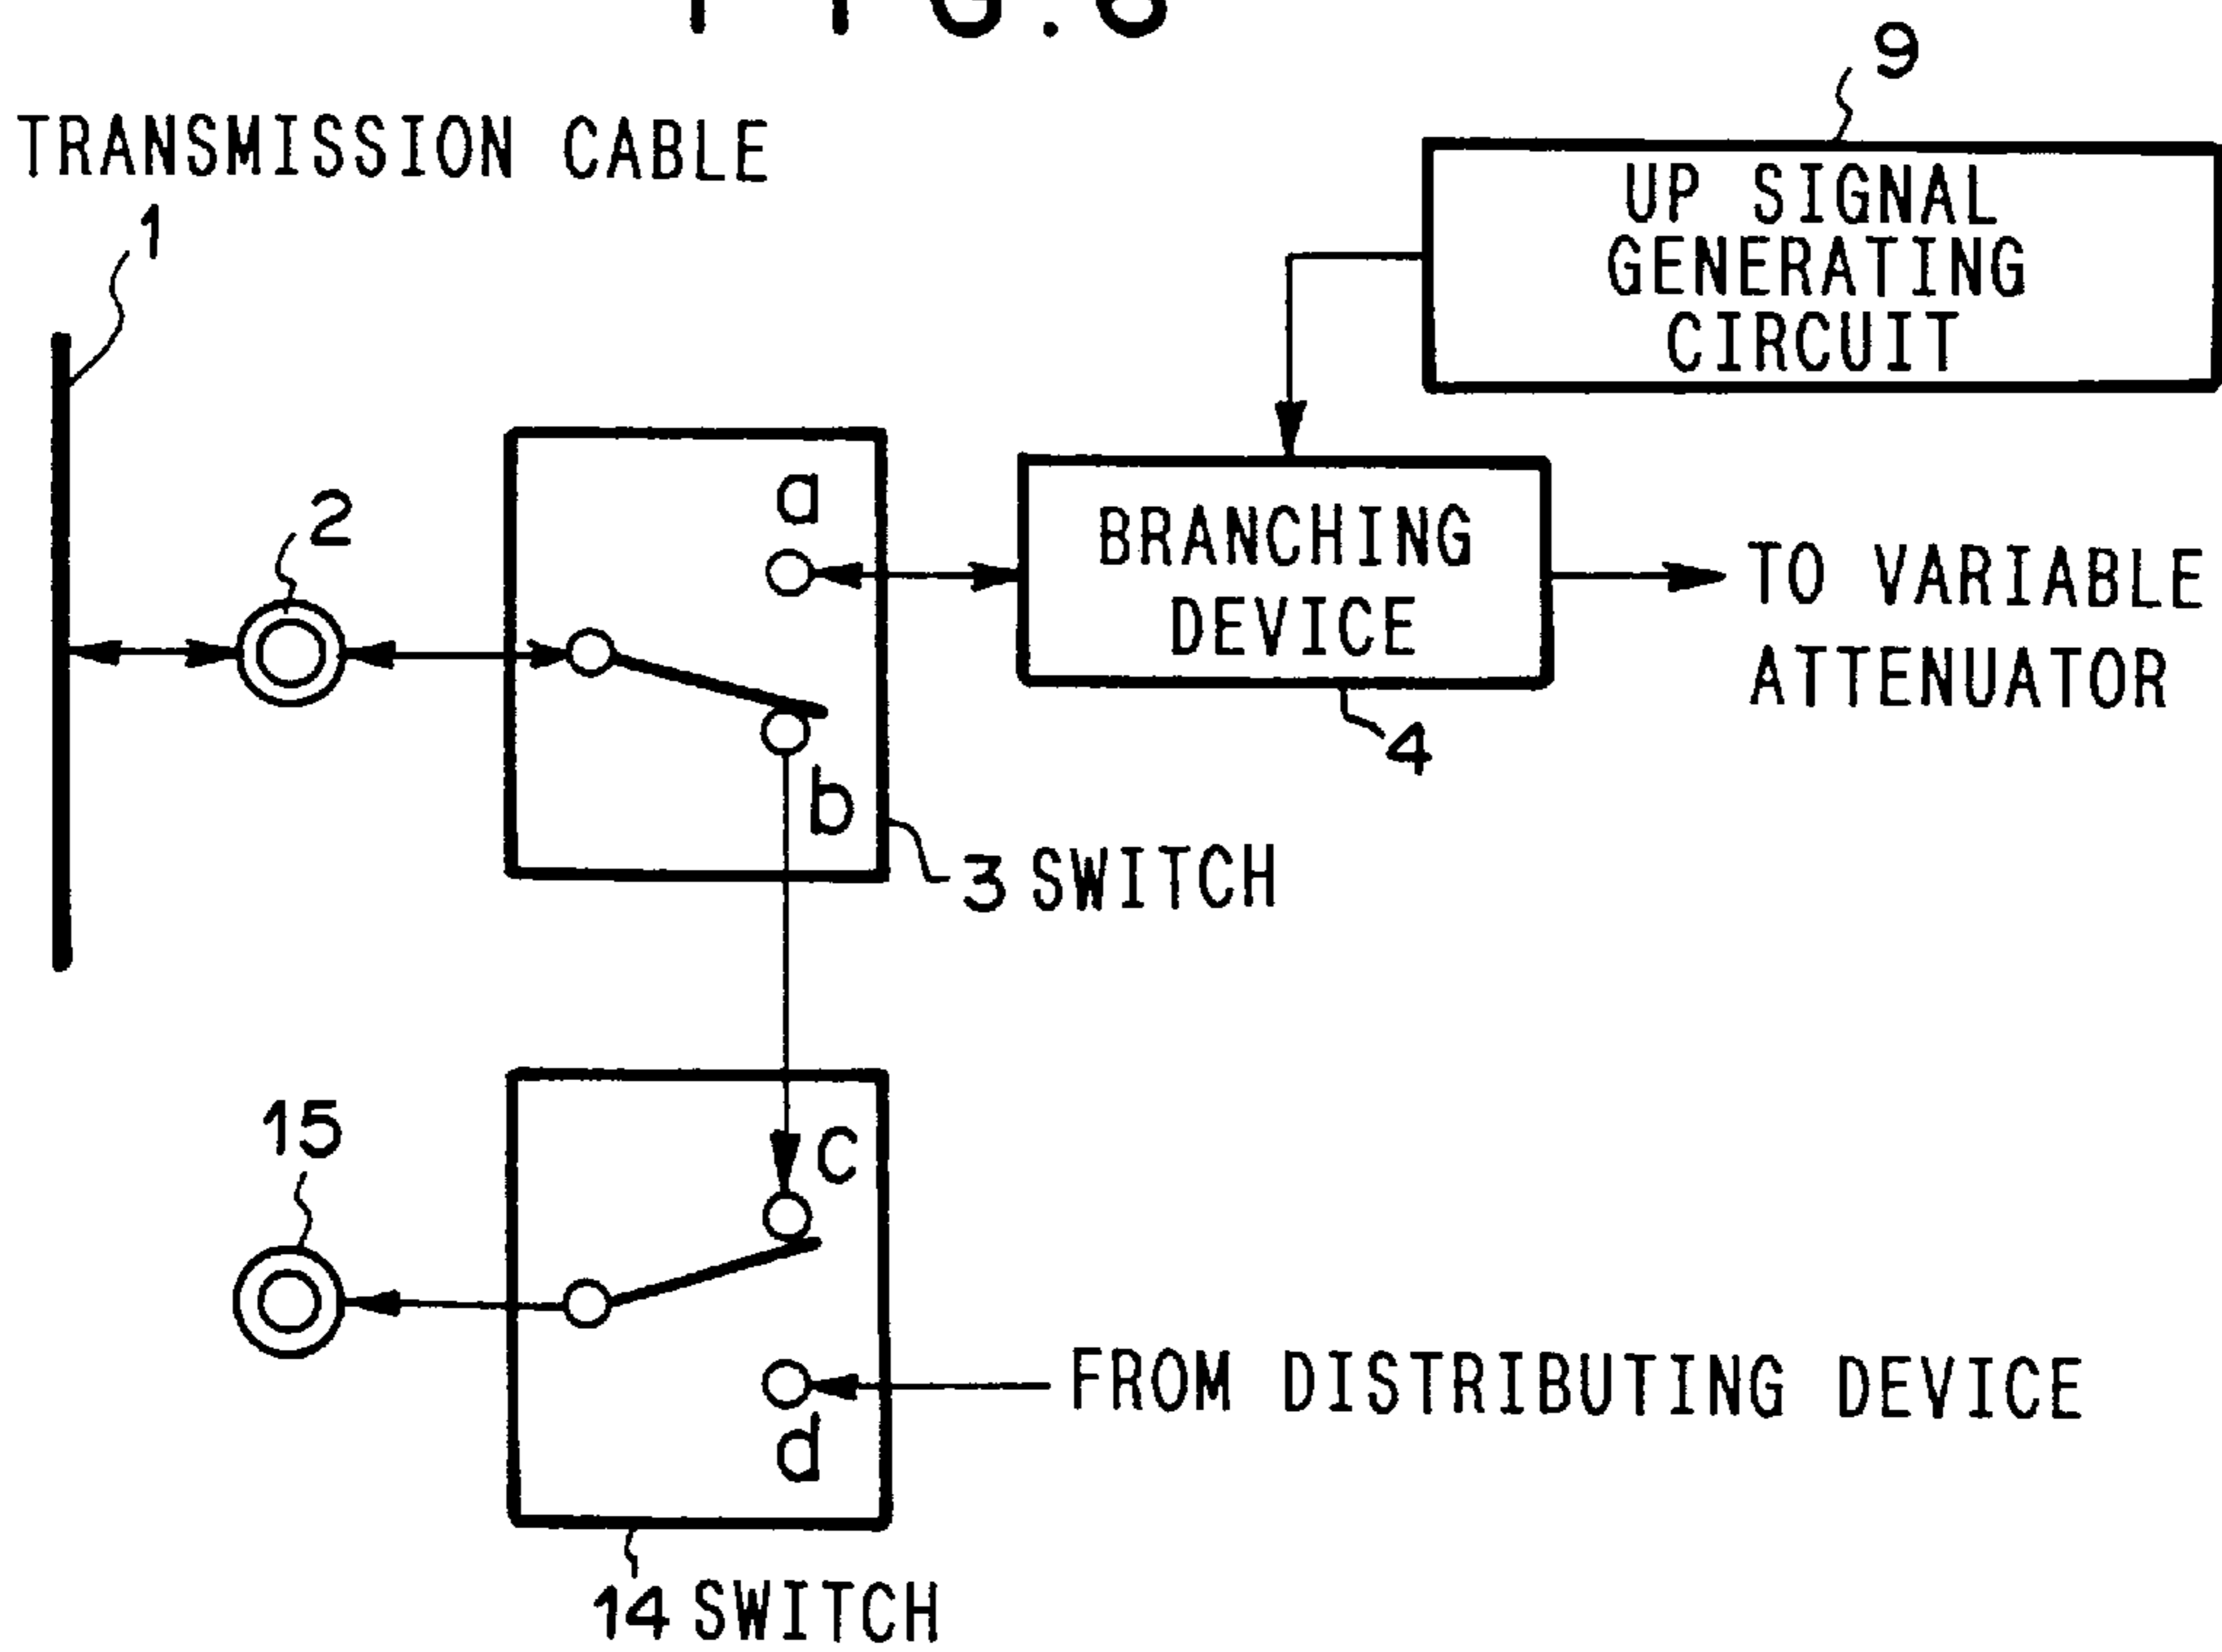 TRANSMISSION CABLE
1
9
UP SIGNAL
GENERATING
CIRCUIT
2
a
BRANCHING
DEVICE
TO VARIABLE
ATTENUATOR
4
b
3 SWITCH
15
c
FROM DISTRIBUTING DEVICE
d
14 SWITCH